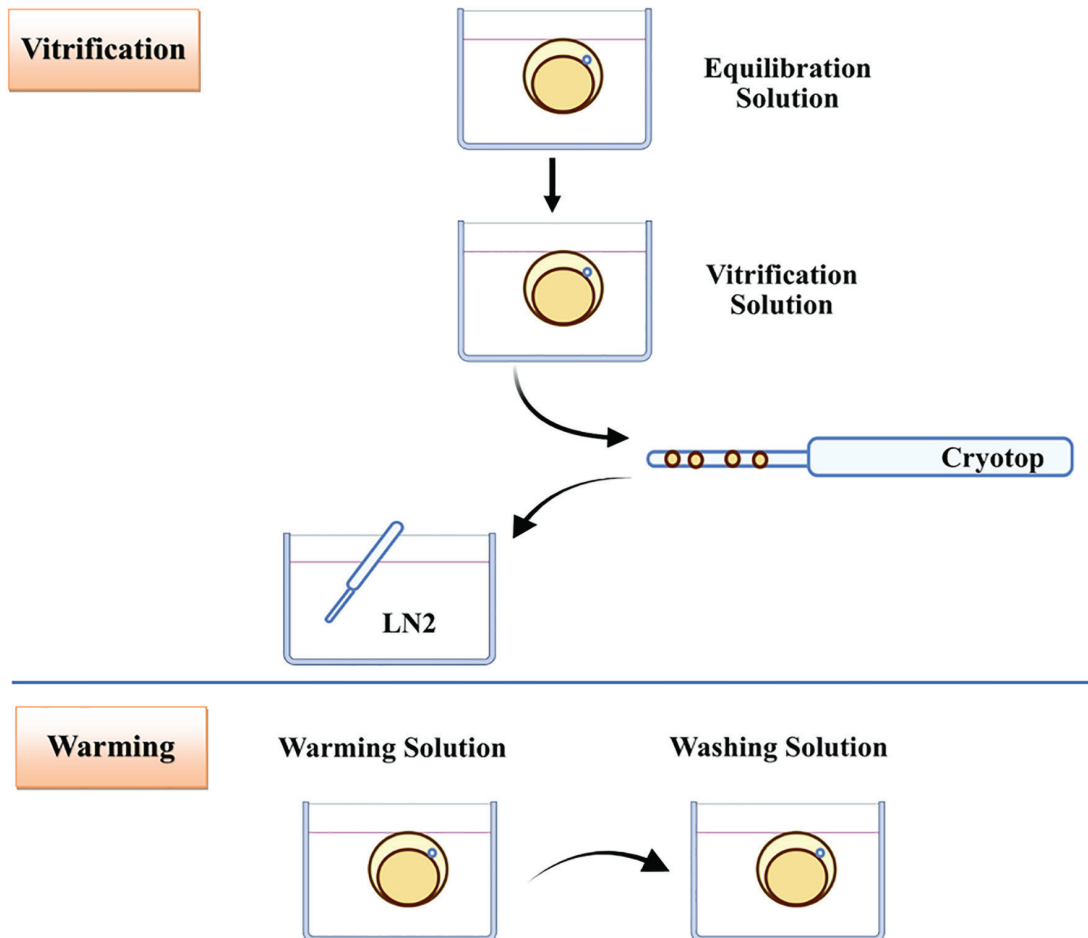 Vitrification
Equilibration
Solution
Vitrification
Solution
Cryotop
LN2
Warming
Warming Solution
Washing Solution